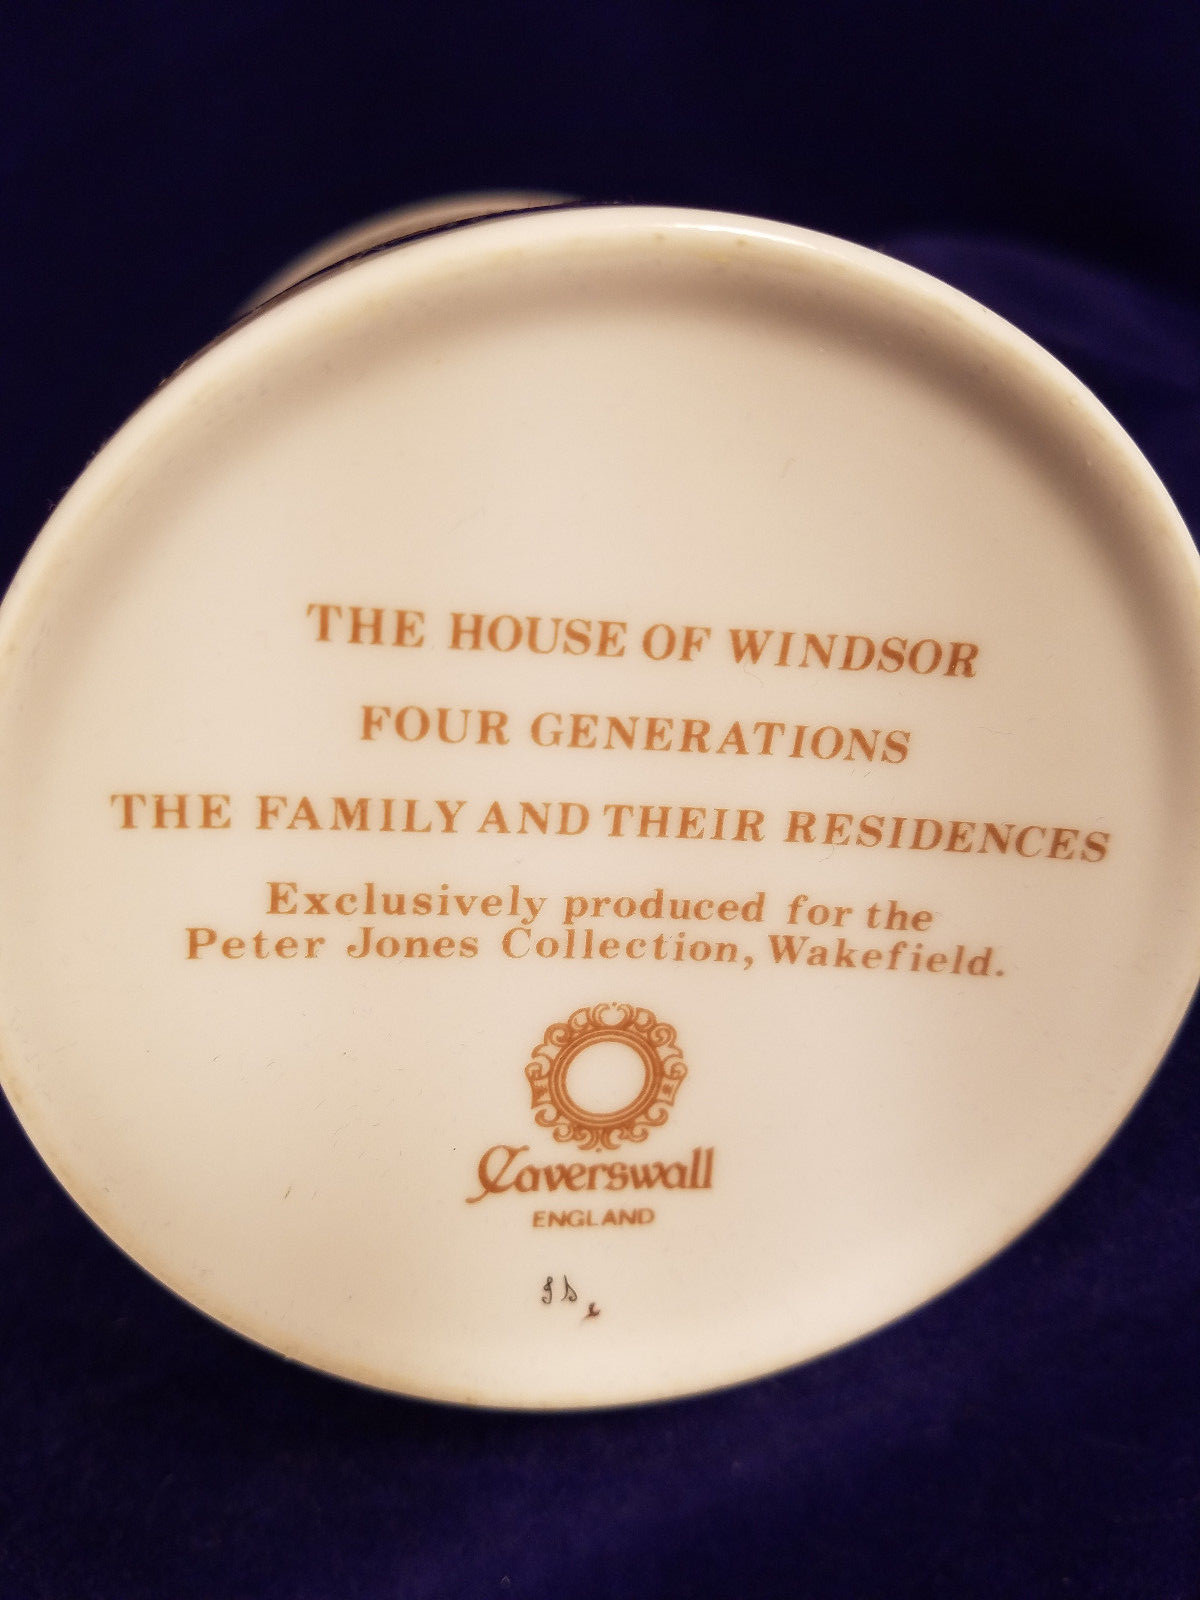 THE HOUSE OF WINDSOR
FOUR GENERATIONS
THE FAMILY AND THEIR RESIDENCES
Exclusively produced for the
Peter Jones Collection, Wakefield.
Caverswall
ENGLAND